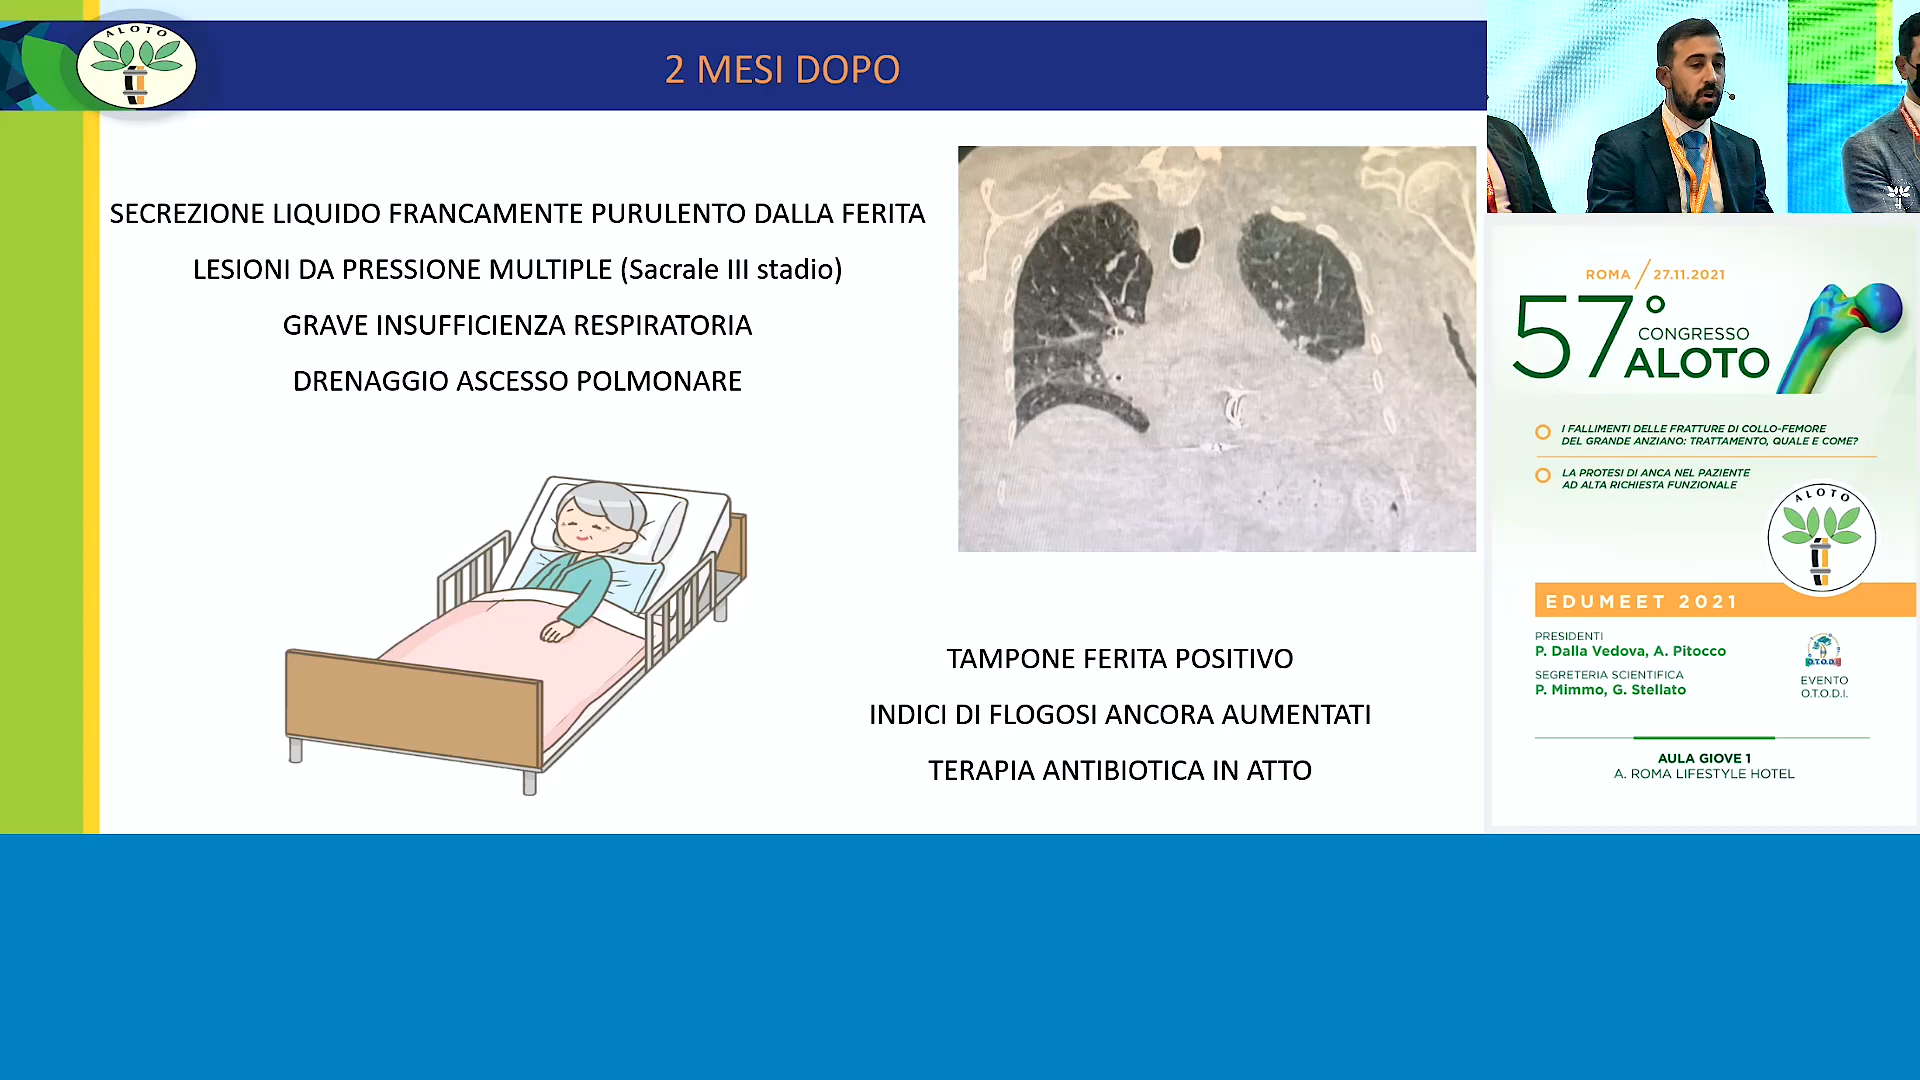 ALOTO
2 MESI DOPO
SECREZIONE LIQUIDO FRANCAMENTE PURULENTO DALLA FERITA
LESIONI DA PRESSIONE MULTIPLE (Sacrale III stadio)
GRAVE INSUFFICIENZA RESPIRATORIA
DRENAGGIO ASCESSO POLMONARE
TAMPONE FERITA POSITIVO
INDICI DI FLOGOSI ANCORA AUMENTATI
TERAPIA ANTIBIOTICA IN ATTO
ROMA / 27.11.2021
57°
CONGRESSO
ALOTO
I FALLIMENTI DELLE FRATTURE DI COLLO-FEMORE
DEL GRANDE ANZIANO: TRATTAMENTO, QUALE E COME?
LA PROTESI DI ANCA NEL PAZIENTE
AD ALTA RICHIESTA FUNZIONALE
ALOTO
EDUMEET 2021
PRESIDENTI
P. Dalla Vedova, A. Pitocco
SEGRETERIA SCIENTIFICA
P. Mimmo, G. Stellato
O.T.O.D.I.
EVENTO
O.T.O.D.I.
AULA GIOVE 1
A. ROMA LIFESTYLE HOTEL